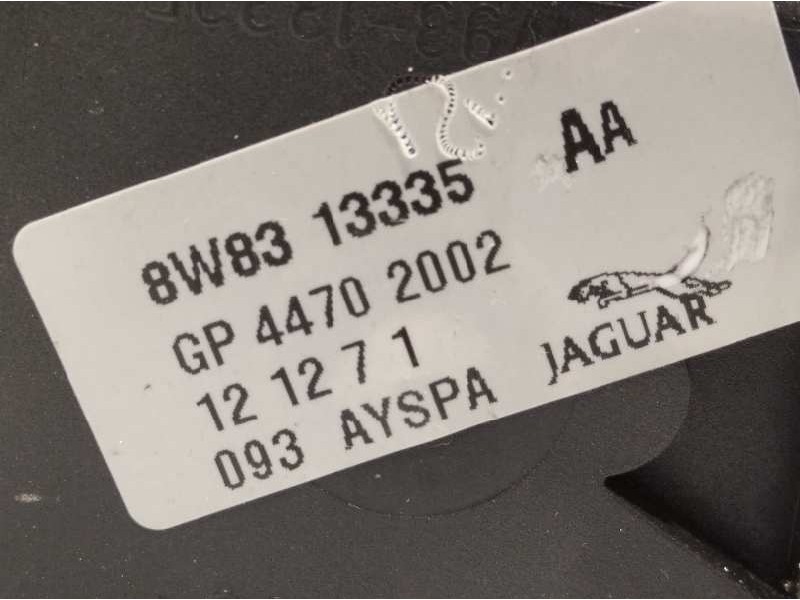 8W83 13335 AA
GP 4470 2002
12 12 7 1
093 AYSPA
JAGUAR